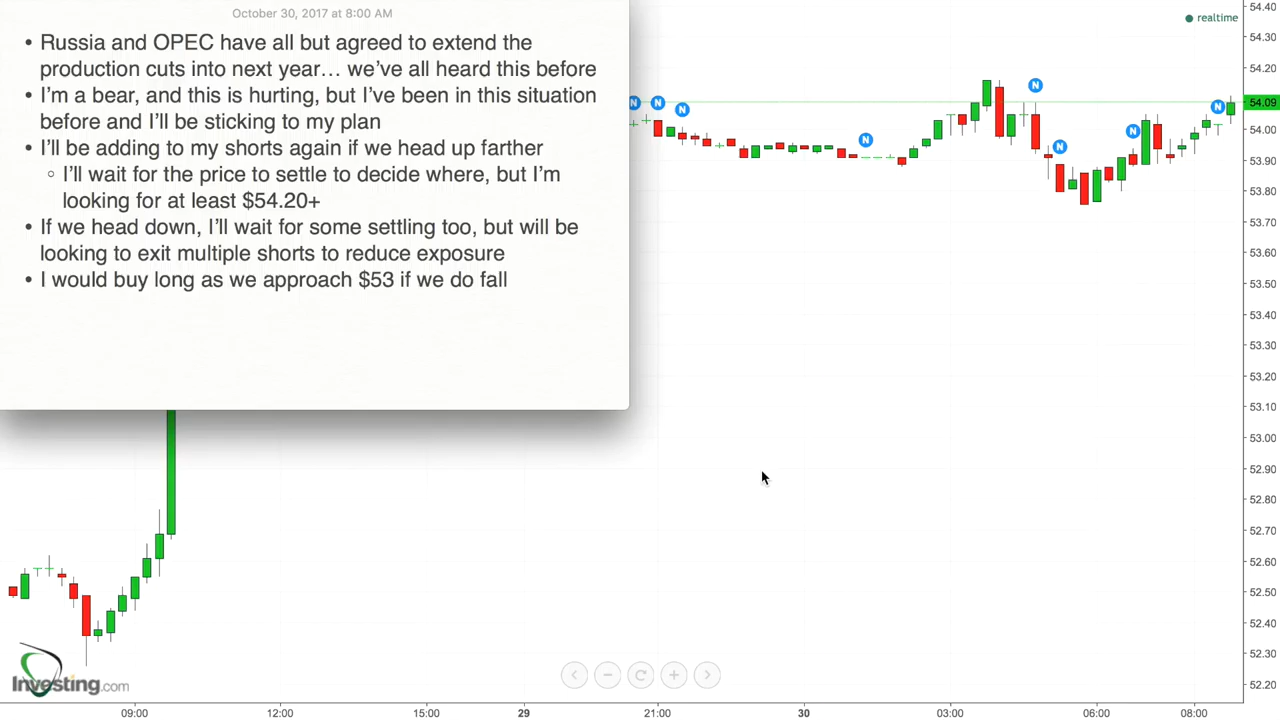 October 30, 2017 at 8:00 AM
• Russia and OPEC have all but agreed to extend the
production cuts into next year… we've all heard this before
• I'm a bear, and this is hurting, but I've been in this situation
before and I'll be sticking to my plan
• I'll be adding to my shorts again if we head up farther
◦ I'll wait for the price to settle to decide where, but I'm
looking for at least $54.20+
• If we head down, I'll wait for some settling too, but will be
looking to exit multiple shorts to reduce exposure
• I would buy long as we approach $53 if we do fall
realtime
N N N N N N N N
54.40
54.30
54.20
54.09
54.00
53.90
53.80
53.70
53.60
53.50
53.40
53.30
53.20
53.10
53.00
52.90
52.80
52.70
52.60
52.50
52.40
52.30
52.20
Investing.com
09:00 12:00 15:00 29 21:00 30 03:00 06:00 08:00